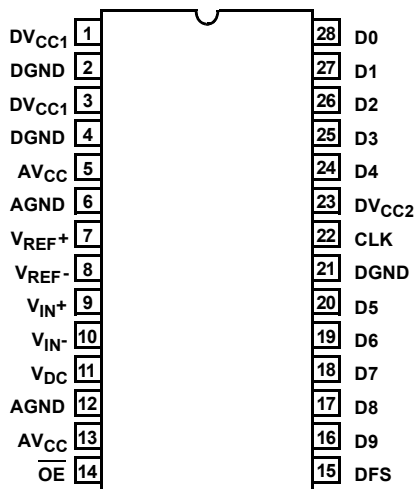 DVCC1 1 28 D0
DGND 2 27 D1
DVCC1 3 26 D2
DGND 4 25 D3
AVCC 5 24 D4
AGND 6 23 DVCC2
VREF+ 7 22 CLK
VREF- 8 21 DGND
VIN+ 9 20 D5
VIN- 10 19 D6
VDC 11 18 D7
AGND 12 17 D8
AVCC 13 16 D9
O̅E̅ 14 15 DFS